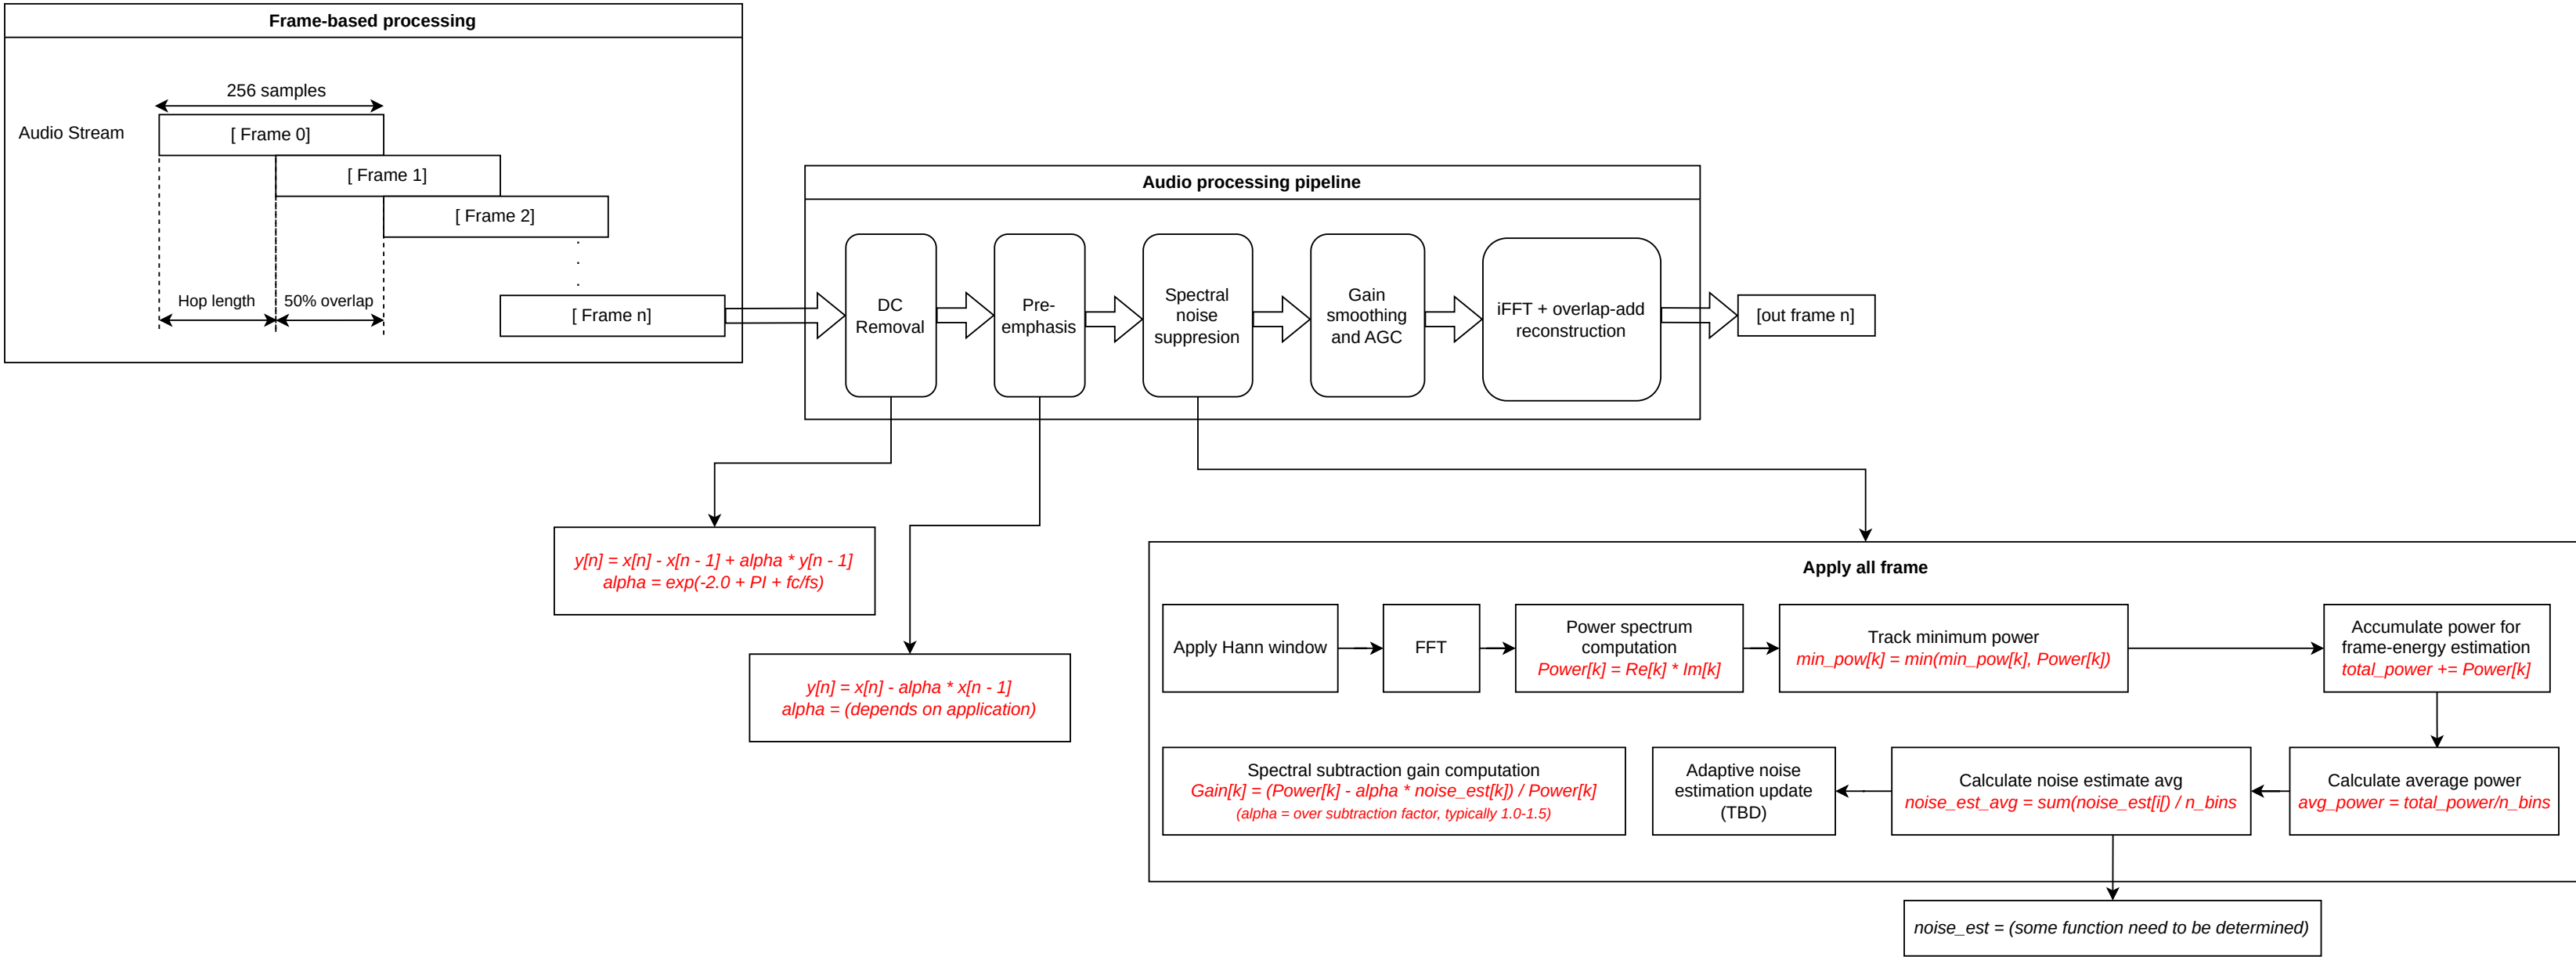 Frame-based processing
256 samples
Audio Stream
[ Frame 0]
[ Frame 1]
[ Frame 2]
.
.
.
Hop length
50% overlap
[ Frame n]
Audio processing pipeline
DC
Removal
Pre-
emphasis
Spectral
noise
suppresion
Gain
smoothing
and AGC
iFFT + overlap-add
reconstruction
[out frame n]
y[n] = x[n] - x[n - 1] + alpha * y[n - 1]
alpha = exp(-2.0 + PI + fc/fs)
y[n] = x[n] - alpha * x[n - 1]
alpha = (depends on application)
Apply all frame
Apply Hann window
FFT
Power spectrum
computation
Power[k] = Re[k] * Im[k]
Track minimum power
min_pow[k] = min(min_pow[k], Power[k])
Accumulate power for
frame-energy estimation
total_power += Power[k]
Spectral subtraction gain computation
Gain[k] = (Power[k] - alpha * noise_est[k]) / Power[k]
(alpha = over subtraction factor, typically 1.0-1.5)
Adaptive noise
estimation update
(TBD)
Calculate noise estimate avg
noise_est_avg = sum(noise_est[i[) / n_bins
Calculate average power
avg_power = total_power/n_bins
noise_est = (some function need to be determined)